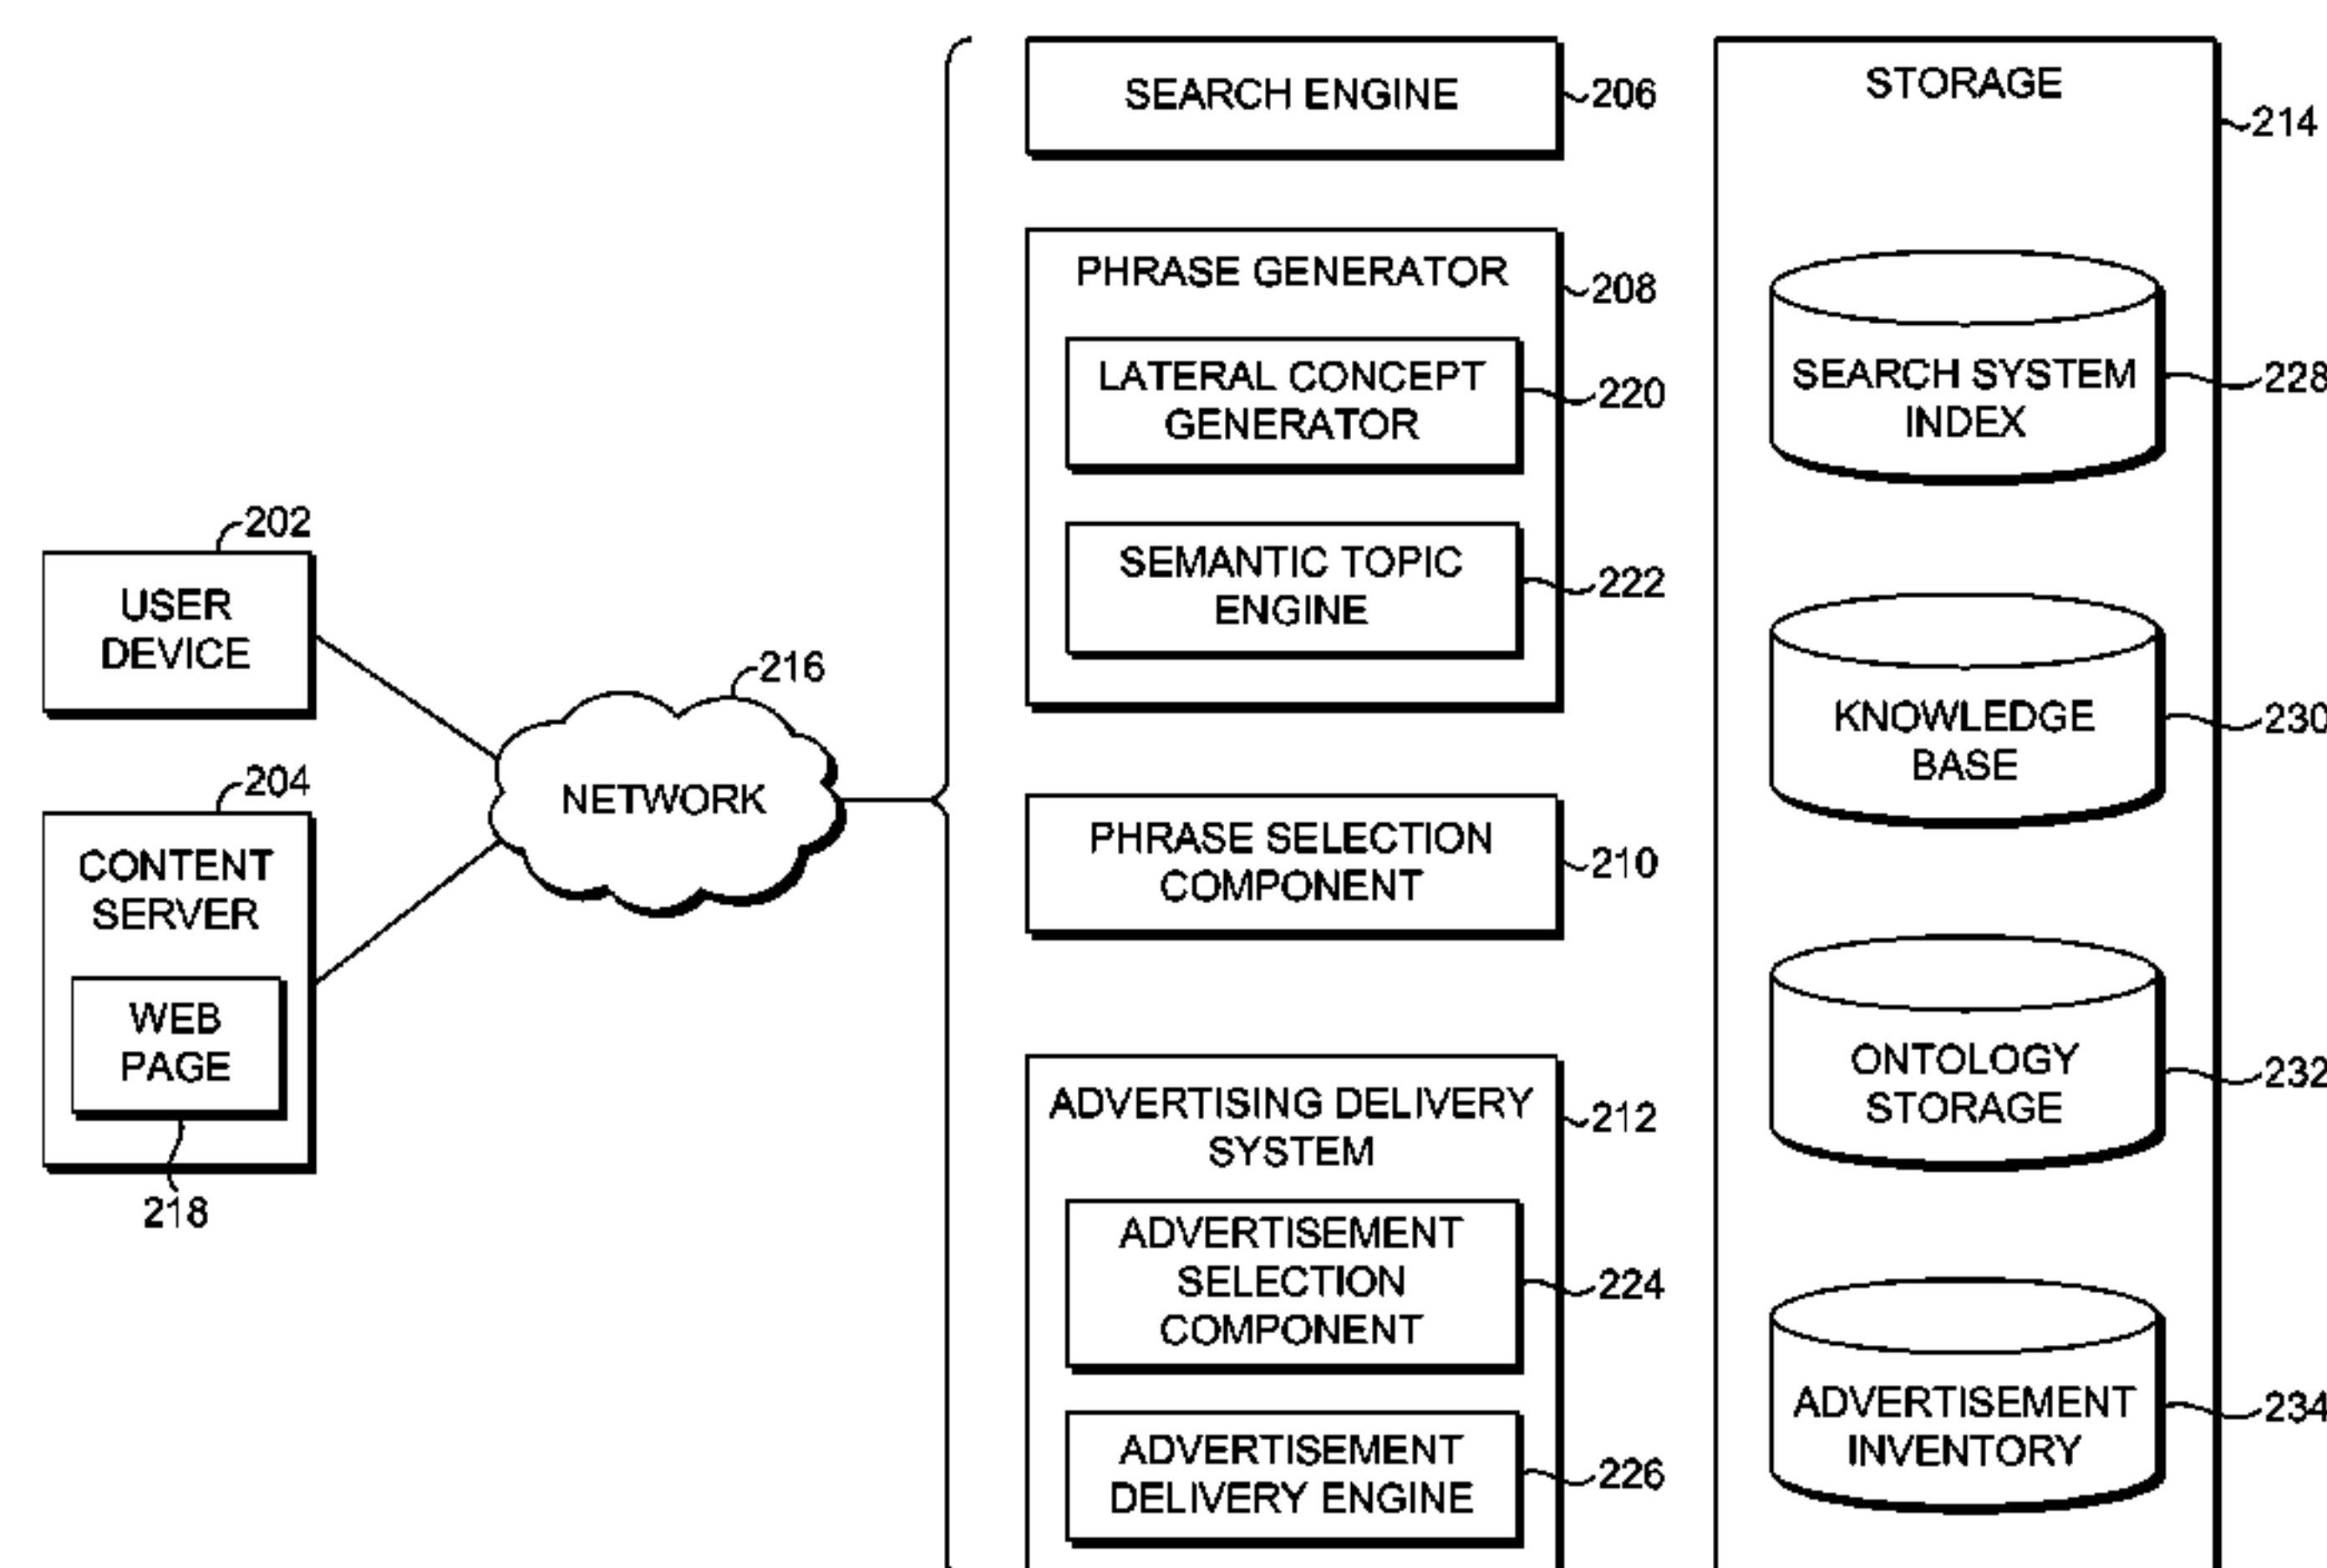 202
USER
DEVICE
204
CONTENT
SERVER
WEB
PAGE
218
216
NETWORK
SEARCH ENGINE
206
PHRASE GENERATOR
208
LATERAL CONCEPT
GENERATOR
220
SEMANTIC TOPIC
ENGINE
222
PHRASE SELECTION
COMPONENT
210
ADVERTISING DELIVERY
SYSTEM
212
ADVERTISEMENT
SELECTION
COMPONENT
224
ADVERTISEMENT
DELIVERY ENGINE
226
STORAGE
214
SEARCH SYSTEM
INDEX
228
KNOWLEDGE
BASE
230
ONTOLOGY
STORAGE
232
ADVERTISEMENT
INVENTORY
234